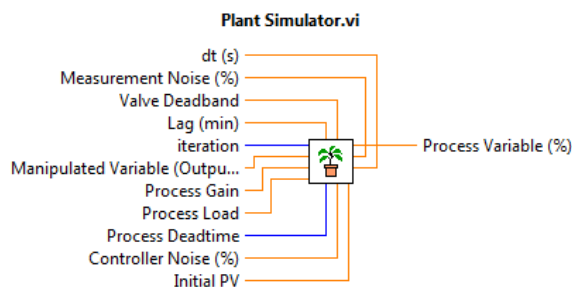 Plant Simulator.vi
dt (s)
Measurement Noise (%)
Valve Deadband
Lag (min)
iteration
Process Variable (%)
Manipulated Variable (Outpu...
Process Gain
Process Load
Process Deadtime
Controller Noise (%)
Initial PV